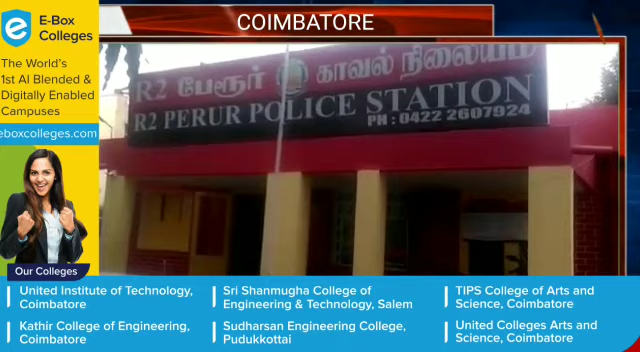 E-Box
Colleges
The World's
1st AI Blended &
Digitally Enabled
Campuses
eboxcolleges.com
COIMBATORE
R2 பேரூர் காவல் நிலையம்
R2 PERUR POLICE STATION
PH : 0422 2607924
Our Colleges
United Institute of Technology,
Coimbatore
Kathir College of Engineering,
Coimbatore
Sri Shanmugha College of
Engineering & Technology, Salem
Sudharsan Engineering College,
Pudukkottai
TIPS College of Arts and
Science, Coimbatore
United Colleges Arts and
Science, Coimbatore